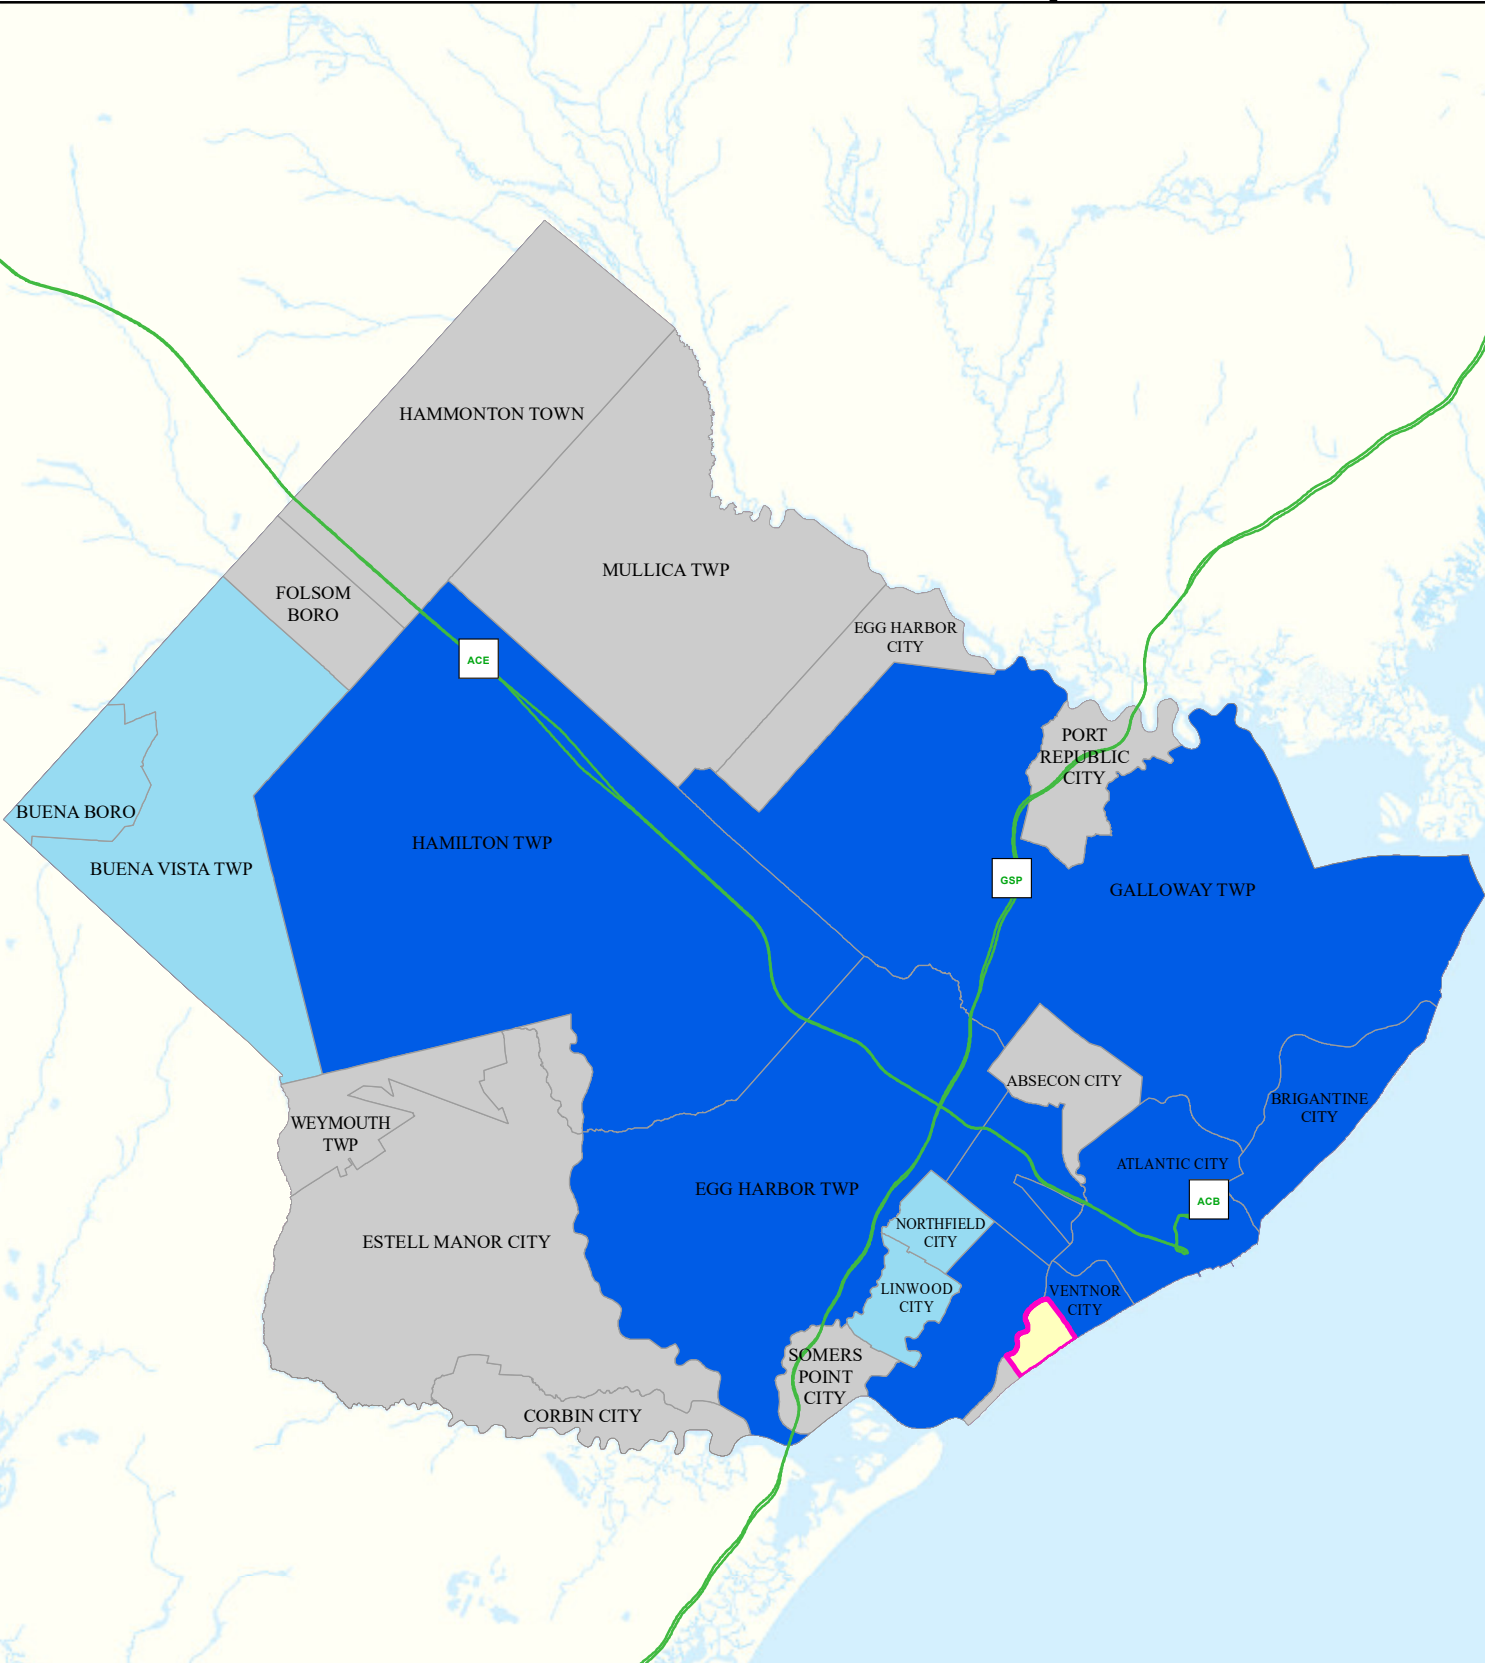 HAMMONTON TOWN
MULLICA TWP
FOLSOM
BORO
EGG HARBOR
CITY
ACE
PORT
REPUBLIC
CITY
BUENA BORO
HAMILTON TWP
BUENA VISTA TWP
GSP
GALLOWAY TWP
ABSECON CITY
BRIGANTINE
CITY
WEYMOUTH
TWP
ATLANTIC CITY
EGG HARBOR TWP
ACB
NORTHFIELD
CITY
ESTELL MANOR CITY
LINWOOD
CITY
VENTNOR
CITY
SOMERS
POINT
CITY
CORBIN CITY